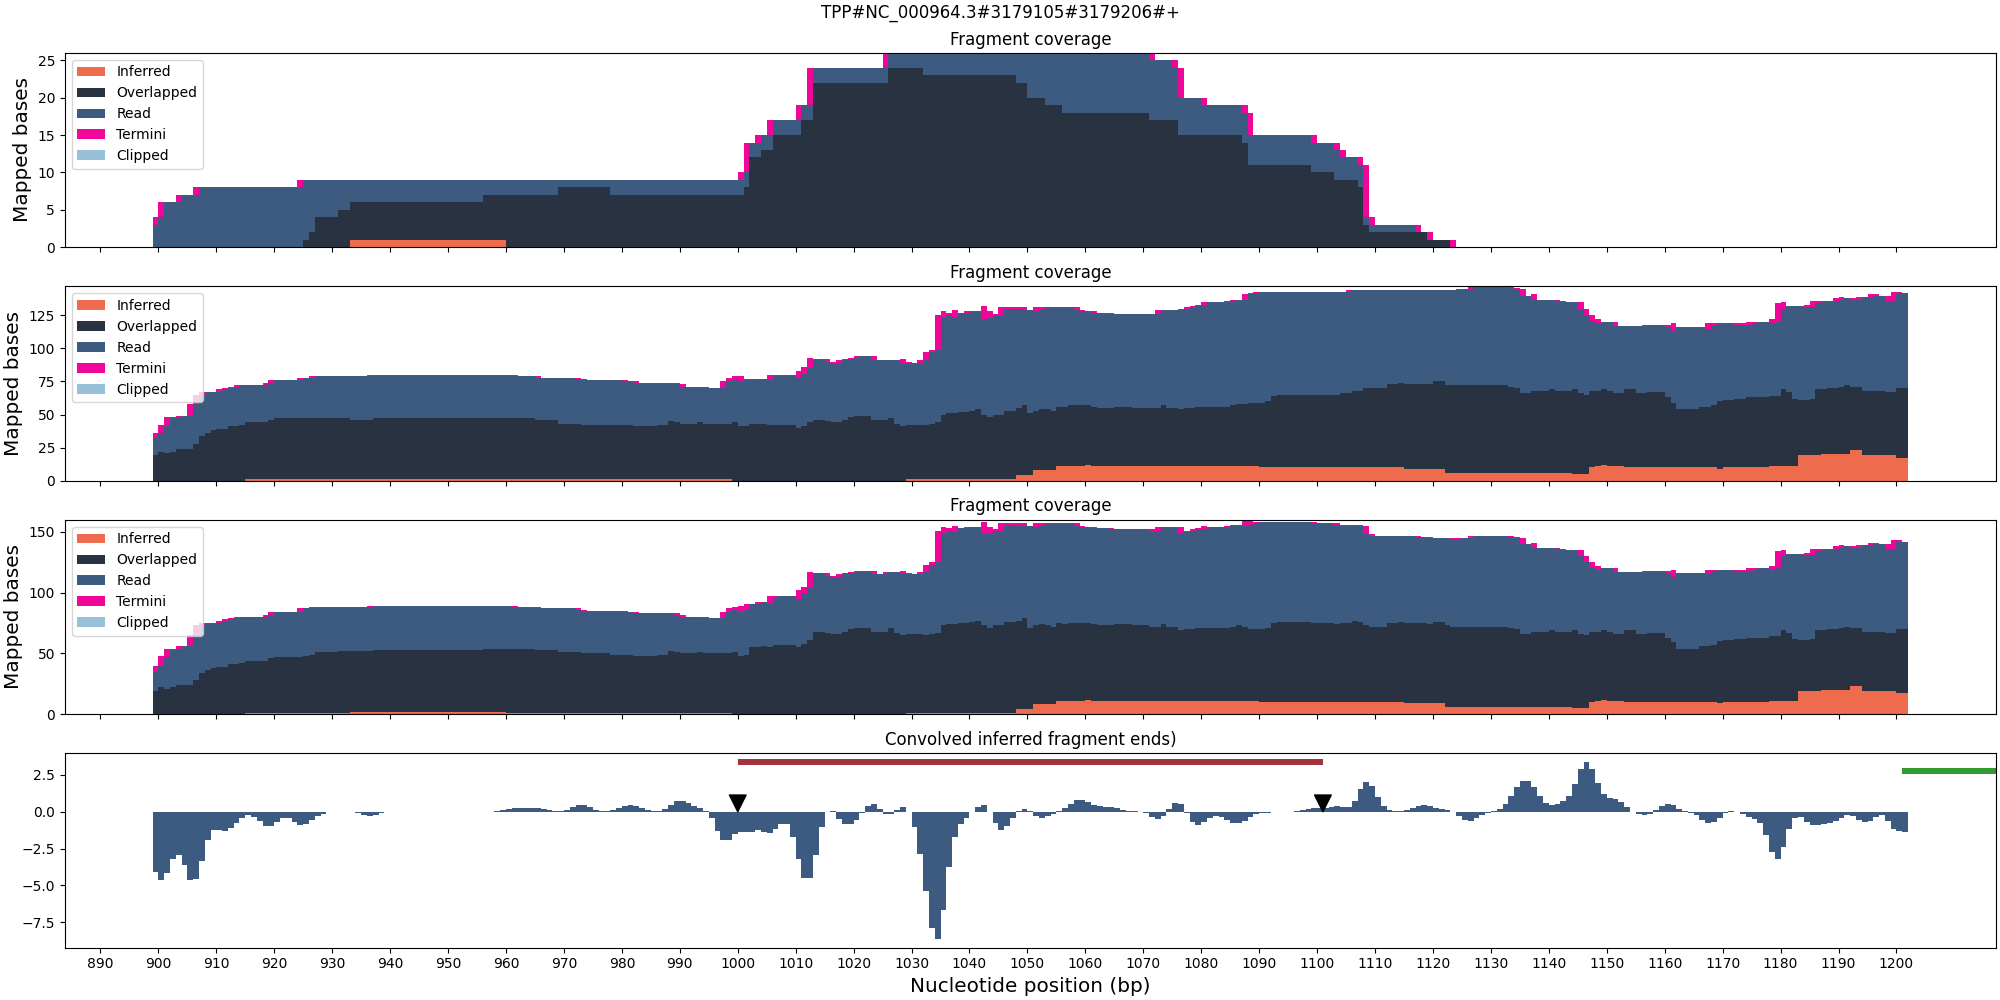 TPP#NC_000964.3#3179105#3179206#+
Fragment coverage
Mapped bases
25
20
15
10
5
0
Inferred
Overlapped
Read
Termini
Clipped
Fragment coverage
Mapped bases
125
100
75
50
25
0
Inferred
Overlapped
Read
Termini
Clipped
Fragment coverage
Mapped bases
150
100
50
0
Inferred
Overlapped
Read
Termini
Clipped
Convolved inferred fragment ends)
2.5
0.0
−2.5
−5.0
−7.5
890 900 910 920 930 940 950 960 970 980 990 1000 1010 1020 1030 1040 1050 1060 1070 1080 1090 1100 1110 1120 1130 1140 1150 1160 1170 1180 1190 1200
Nucleotide position (bp)